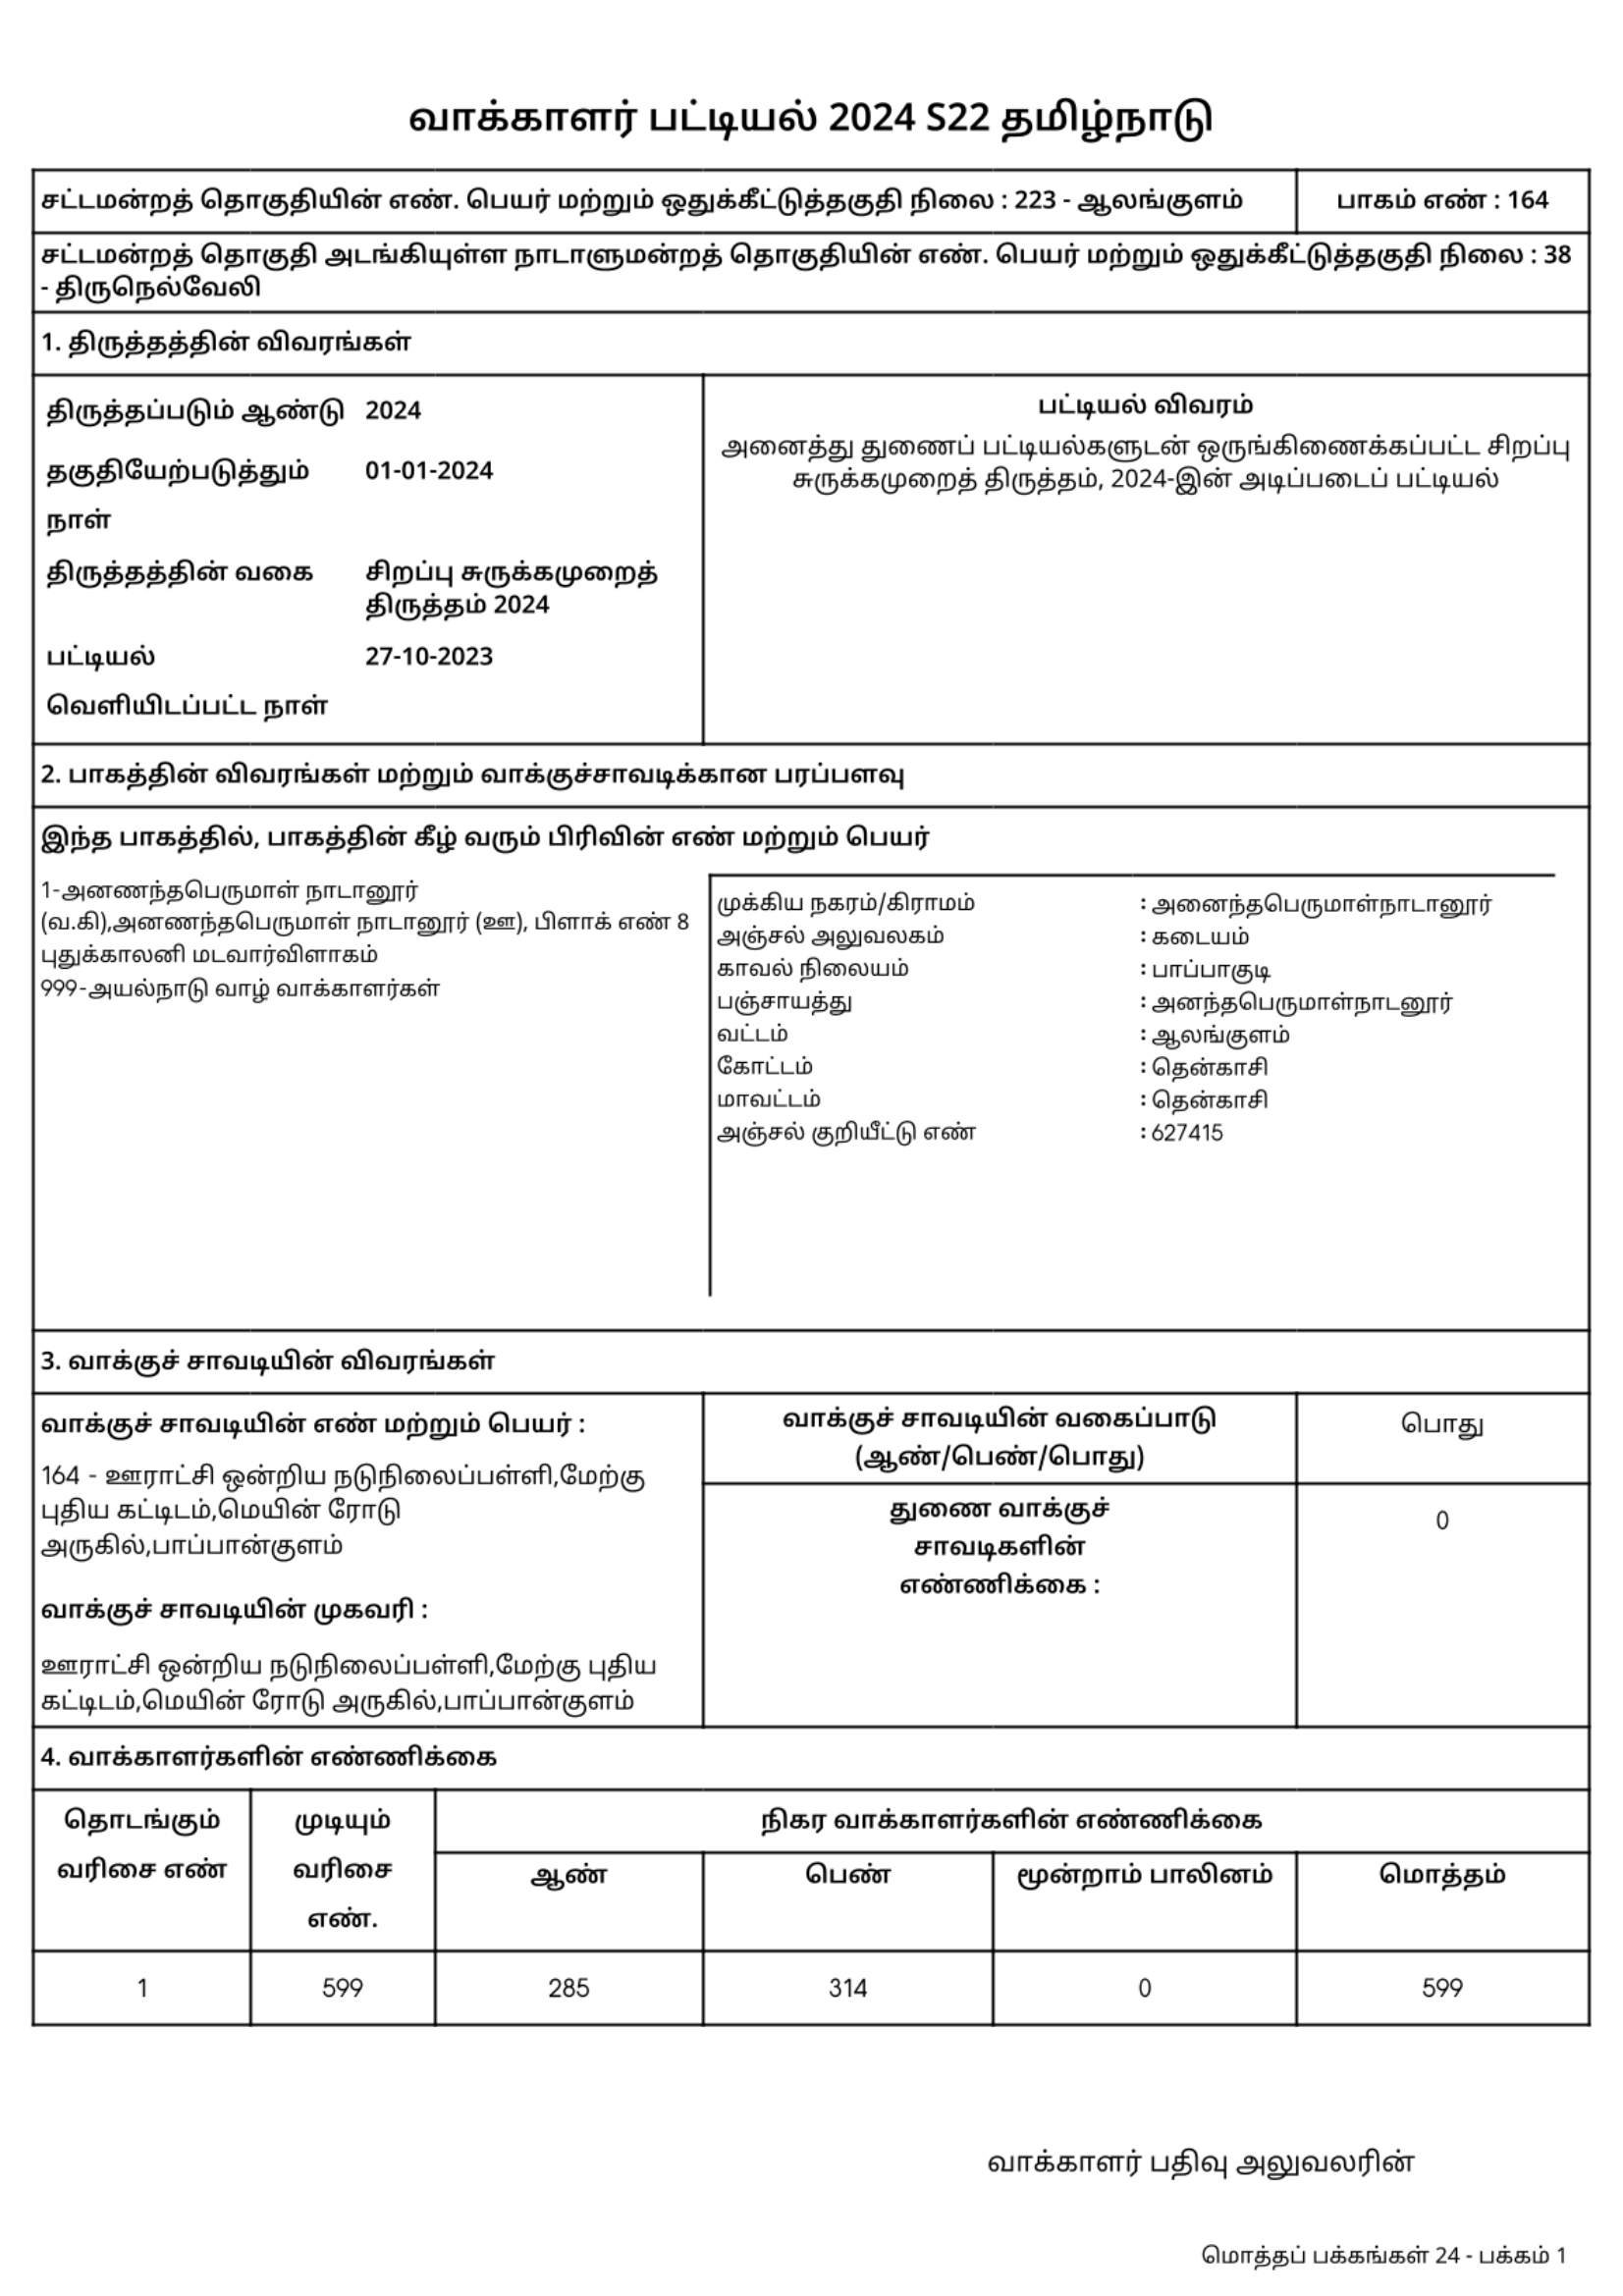 வாக்காளர் பட்டியல் 2024 S22 தமிழ்நாடு
சட்டமன்றத் தொகுதியின் எண். பெயர் மற்றும் ஒதுக்கீட்டுத்தகுதி நிலை : 223 - ஆலங்குளம்
பாகம் எண் : 164
சட்டமன்றத் தொகுதி அடங்கியுள்ள நாடாளுமன்றத் தொகுதியின் எண். பெயர் மற்றும் ஒதுக்கீட்டுத்தகுதி நிலை : 38
- திருநெல்வேலி
1. திருத்தத்தின் விவரங்கள்
திருத்தப்படும் ஆண்டு 2024
தகுதியேற்படுத்தும் 01-01-2024
நாள்
திருத்தத்தின் வகை சிறப்பு சுருக்கமுறைத்
திருத்தம் 2024
பட்டியல் 27-10-2023
வெளியிடப்பட்ட நாள்
பட்டியல் விவரம்
அனைத்து துணைப் பட்டியல்களுடன் ஒருங்கிணைக்கப்பட்ட சிறப்பு
சுருக்கமுறைத் திருத்தம், 2024-இன் அடிப்படைப் பட்டியல்
2. பாகத்தின் விவரங்கள் மற்றும் வாக்குச்சாவடிக்கான பரப்பளவு
இந்த பாகத்தில், பாகத்தின் கீழ் வரும் பிரிவின் எண் மற்றும் பெயர்
1-அனணந்தபெருமாள் நாடானூர்
(வ.கி),அனணந்தபெருமாள் நாடானூர் (ஊ), பிளாக் எண் 8
புதுக்காலனி மடவார்விளாகம்
999-அயல்நாடு வாழ் வாக்காளர்கள்
முக்கிய நகரம்/கிராமம் : அனைந்தபெருமாள்நாடானூர்
அஞ்சல் அலுவலகம் : கடையம்
காவல் நிலையம் : பாப்பாகுடி
பஞ்சாயத்து : அனந்தபெருமாள்நாடனூர்
வட்டம் : ஆலங்குளம்
கோட்டம் : தென்காசி
மாவட்டம் : தென்காசி
அஞ்சல் குறியீட்டு எண் : 627415
3. வாக்குச் சாவடியின் விவரங்கள்
வாக்குச் சாவடியின் எண் மற்றும் பெயர் :
164 - ஊராட்சி ஒன்றிய நடுநிலைப்பள்ளி,மேற்கு
புதிய கட்டிடம்,மெயின் ரோடு
அருகில்,பாப்பான்குளம்
வாக்குச் சாவடியின் முகவரி :
ஊராட்சி ஒன்றிய நடுநிலைப்பள்ளி,மேற்கு புதிய
கட்டிடம்,மெயின் ரோடு அருகில்,பாப்பான்குளம்
வாக்குச் சாவடியின் வகைப்பாடு
(ஆண்/பெண்/பொது)
பொது
துணை வாக்குச்
சாவடிகளின்
எண்ணிக்கை :
0
4. வாக்காளர்களின் எண்ணிக்கை
தொடங்கும்
வரிசை எண்
முடியும்
வரிசை
எண்.
நிகர வாக்காளர்களின் எண்ணிக்கை
ஆண் பெண் மூன்றாம் பாலினம் மொத்தம்
1 599 285 314 0 599
வாக்காளர் பதிவு அலுவலரின்
மொத்தப் பக்கங்கள் 24 - பக்கம் 1